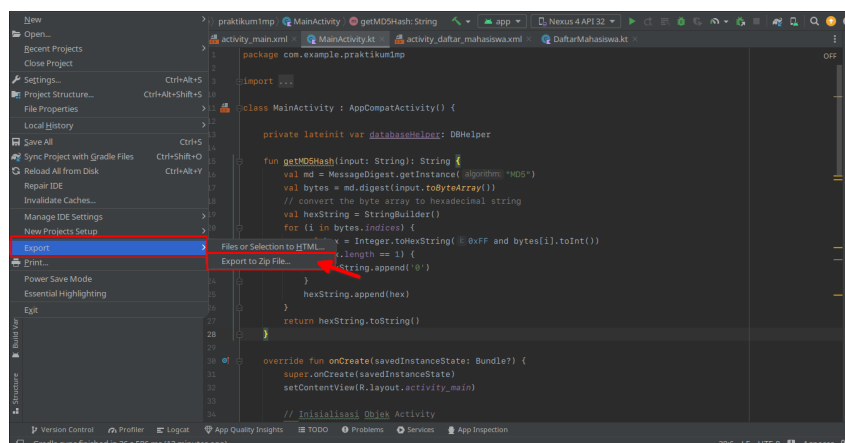 New
praktikum1mp MainActivity getMD5Hash: String app Nexus 4 API 32
Open...
Recent Projects
Close Project
Settings... Ctrl+Alt+S
Project Structure... Ctrl+Alt+Shift+S
File Properties
Local History
Save All Ctrl+S
Sync Project with Gradle Files Ctrl+Shift+O
Reload All from Disk Ctrl+Alt+Y
Repair IDE
Invalidate Caches...
Manage IDE Settings
New Projects Setup
Export
Print...
Power Save Mode
Essential Highlighting
Exit
Files or Selection to HTML...
Export to Zip File...
activity_main.xml MainActivity.kt activity_daftar_mahasiswa.xml DaftarMahasiswa.kt
OFF
package com.example.praktikum1mp
import ...
class MainActivity : AppCompatActivity() {
private lateinit var databaseHelper: DBHelper
fun getMD5Hash(input: String): String {
val md = MessageDigest.getInstance( algorithm: "MD5")
val bytes = md.digest(input.toByteArray())
// convert the byte array to hexadecimal string
val hexString = StringBuilder()
for (i in bytes.indices) {
= Integer.toHexString( i: 0xFF and bytes[i].toInt())
.length == 1) {
String.append('0')
}
hexString.append(hex)
}
return hexString.toString()
28 }
override fun onCreate(savedInstanceState: Bundle?) {
super.onCreate(savedInstanceState)
setContentView(R.layout.activity_main)
// Inisialisasi Objek Activity
Build Var
Structure
Version Control Profiler Logcat App Quality Insights TODO Problems Services App Inspection